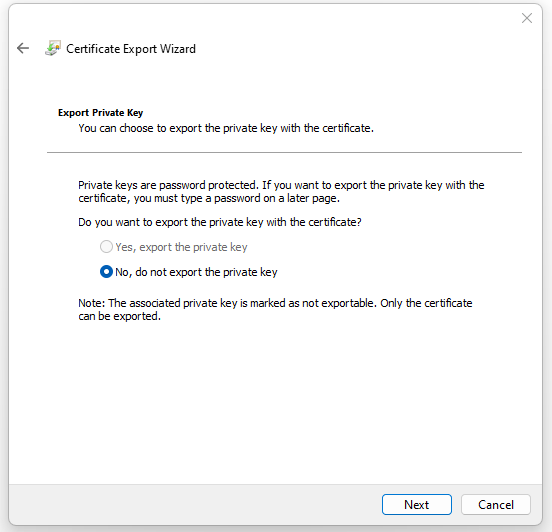 Certificate Export Wizard
Export Private Key
You can choose to export the private key with the certificate.
Private keys are password protected. If you want to export the private key with the
certificate, you must type a password on a later page.
Do you want to export the private key with the certificate?
Yes, export the private key
No, do not export the private key
Note: The associated private key is marked as not exportable. Only the certificate
can be exported.
Next
Cancel